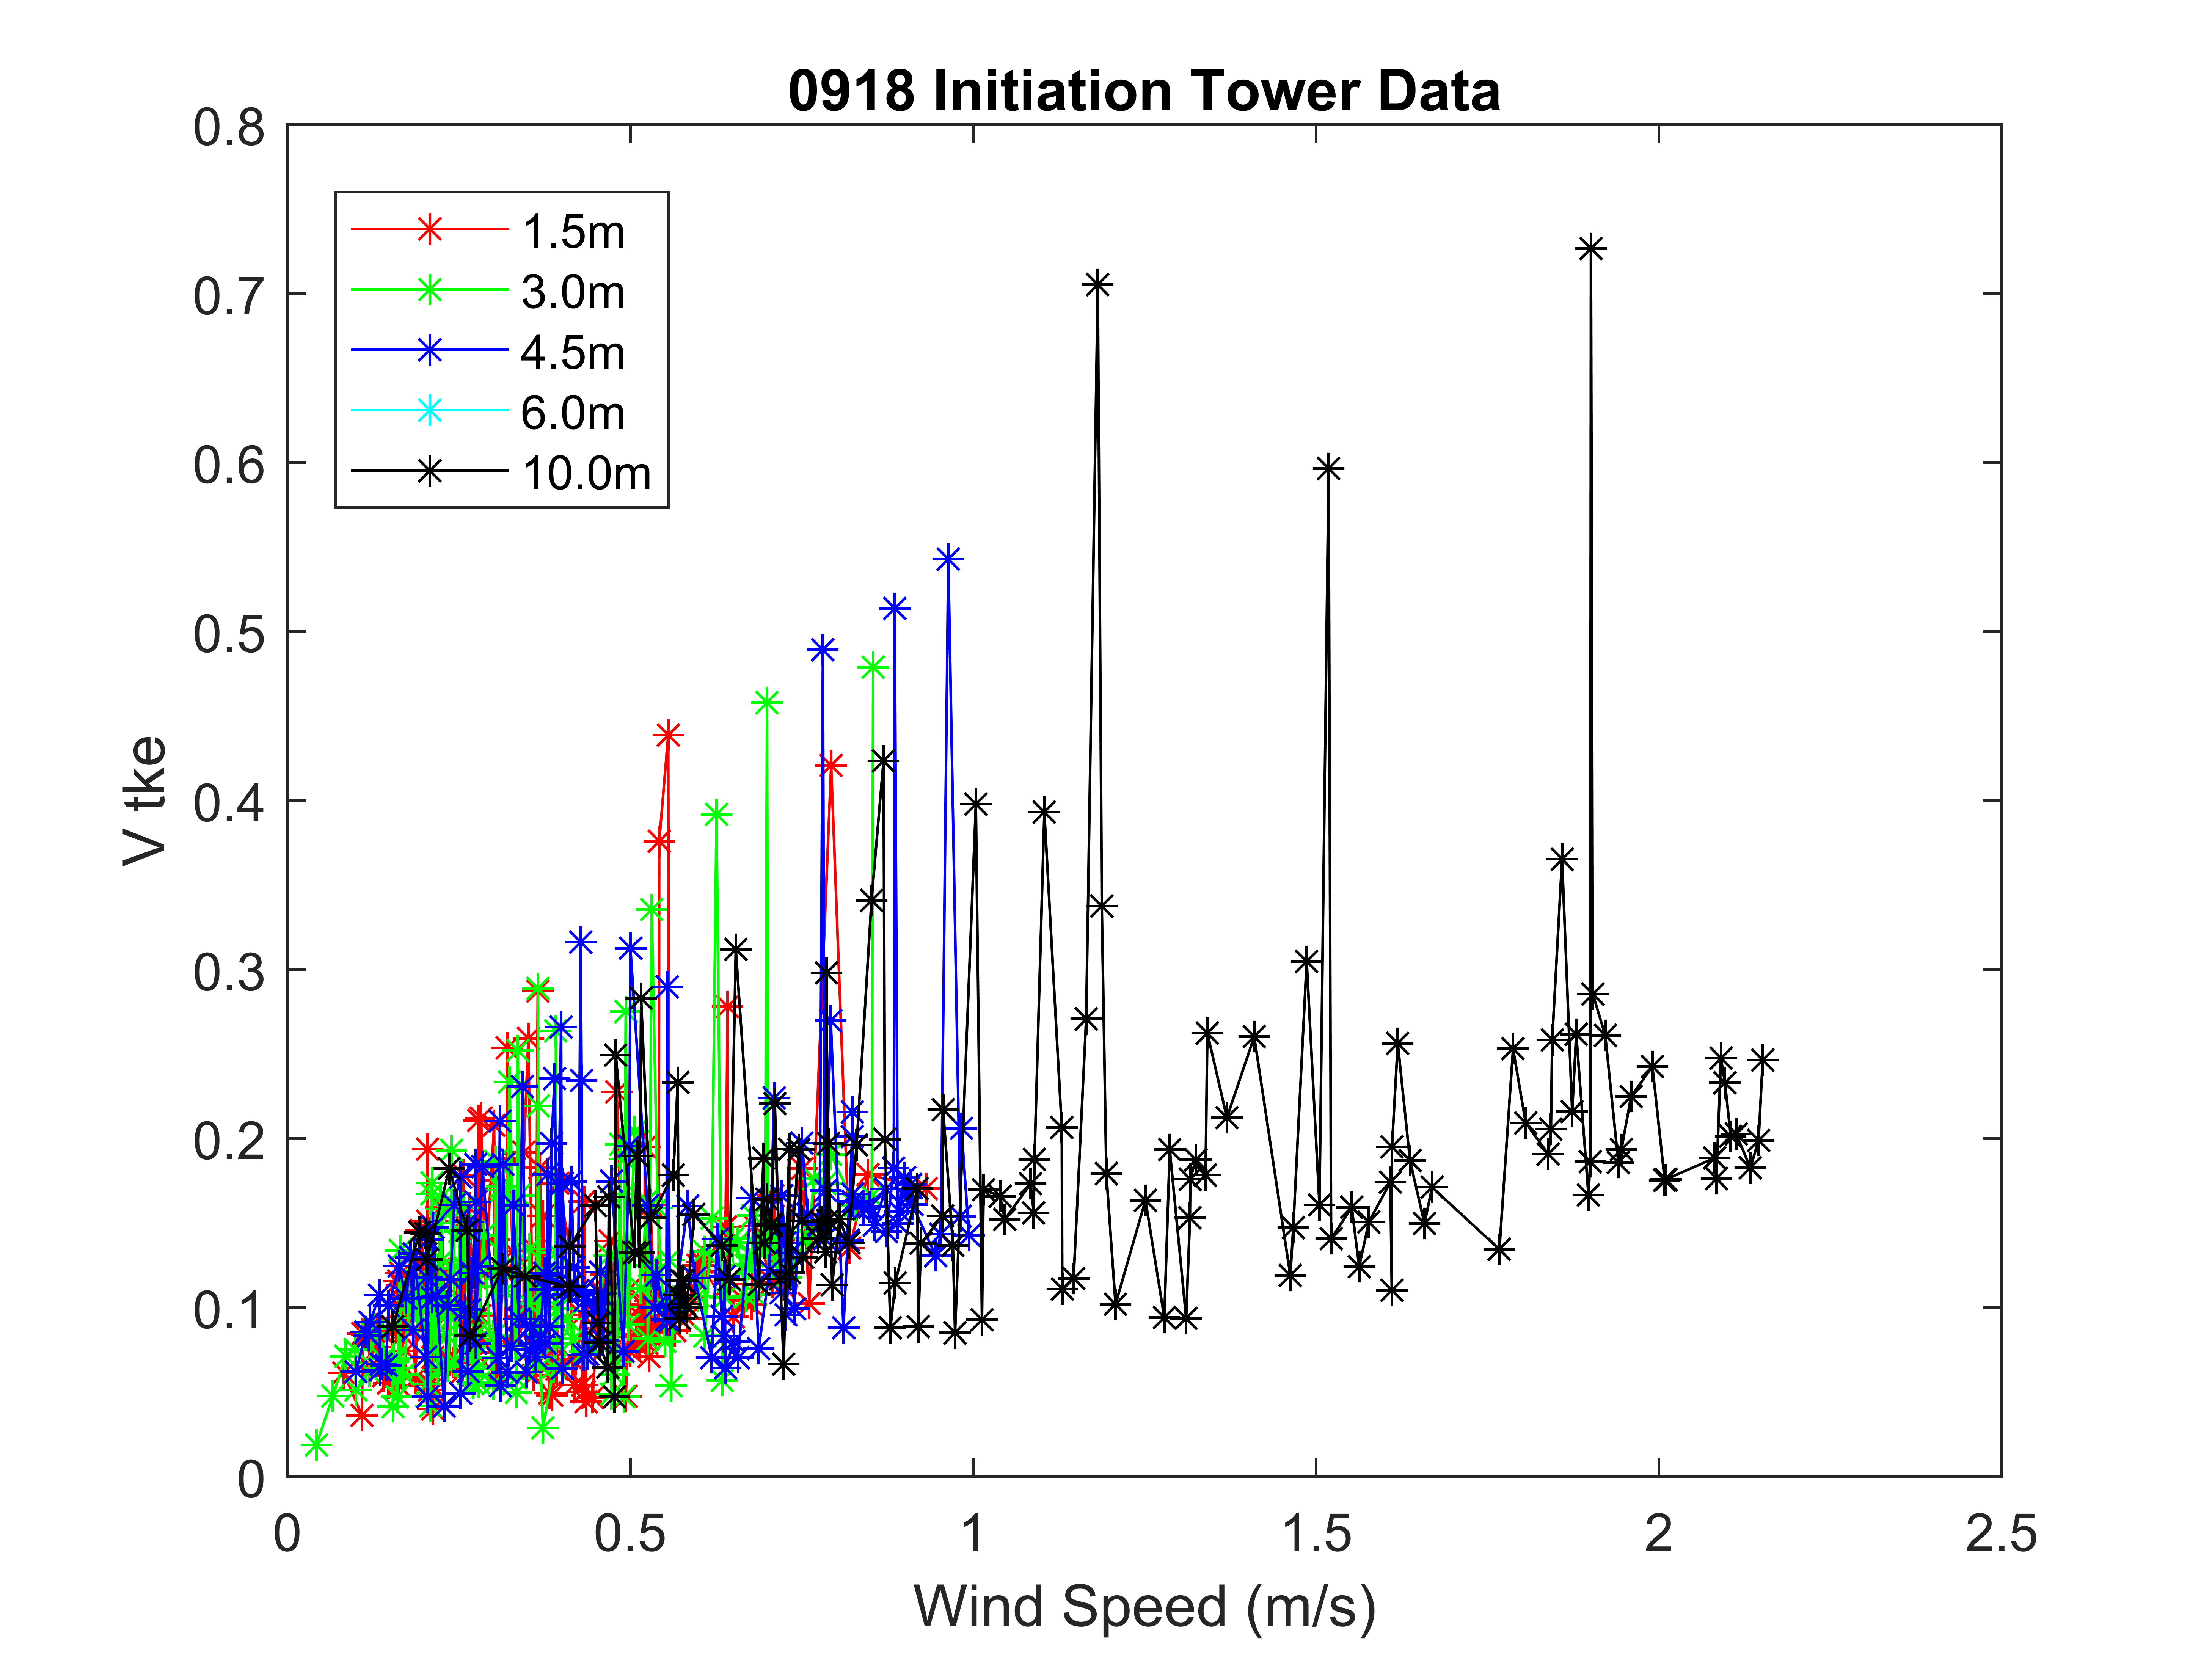 0918 Initiation Tower Data
0.8
0.7
0.6
0.5
0.4
0.3
0.2
0.1
0
V tke
1.5m
3.0m
4.5m
6.0m
10.0m
0 0.5 1 1.5 2 2.5
Wind Speed (m/s)